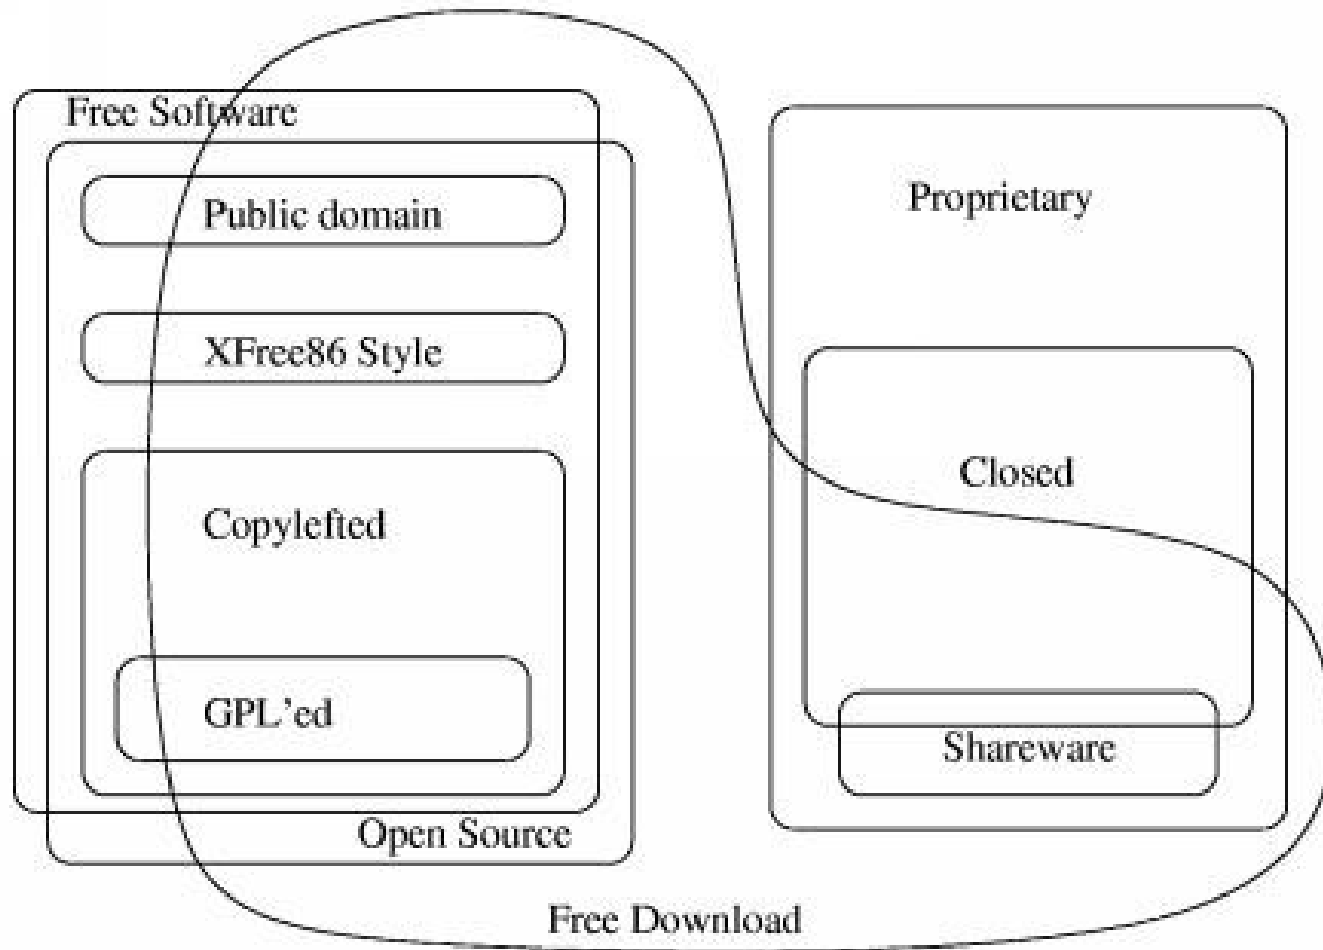 Free Software
Public domain
XFree86 Style
Copylefted
GPL'ed
Open Source
Proprietary
Closed
Shareware
Free Download